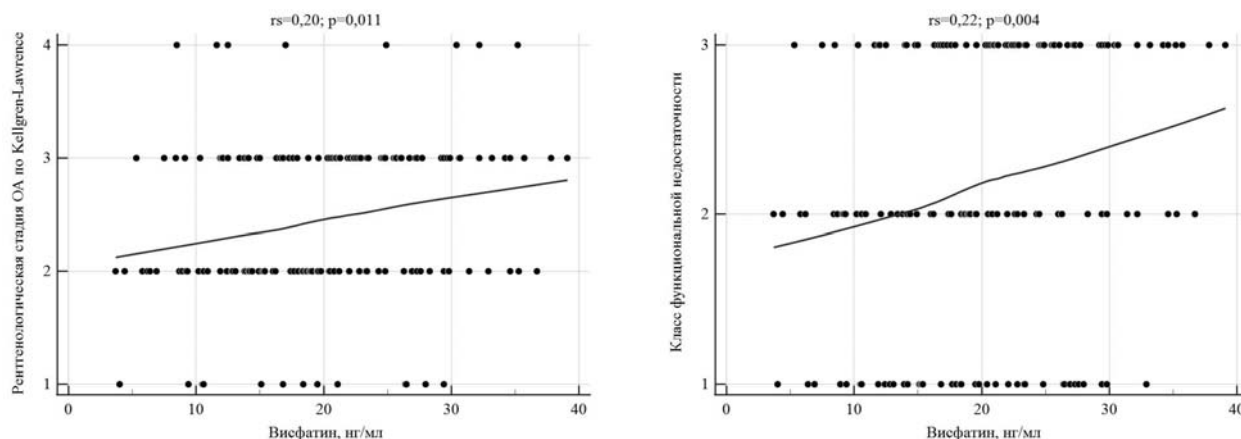 rs=0,20; p=0,011
Рентгенологическая стадия ОА по Kellgren-Lawrence
4
3
2
1
0
10
20
30
40
Висфатин, нг/мл
rs=0,22; p=0,004
Класс функциональной недостаточности
3
2
1
0
10
20
30
40
Висфатин, нг/мл